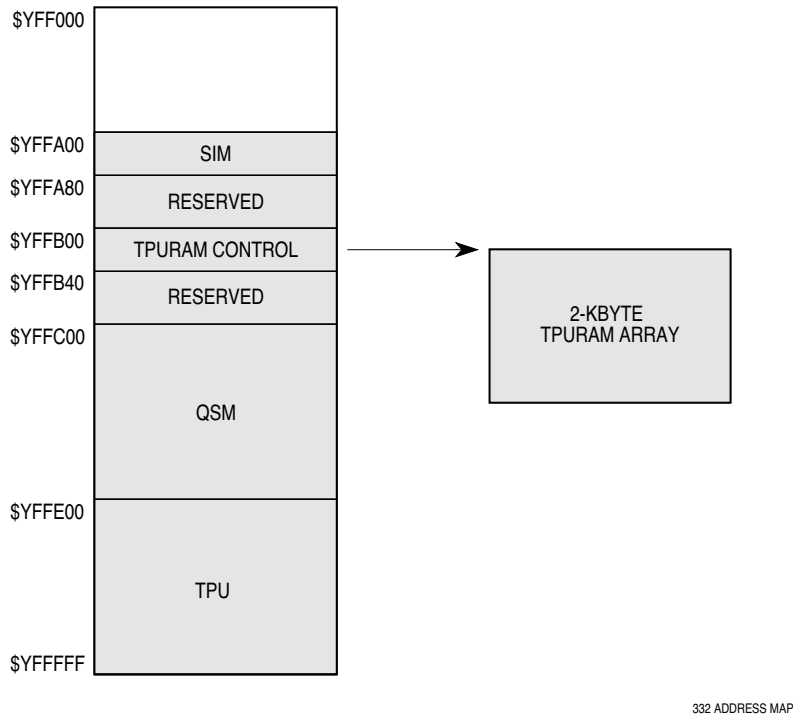 $YFF000
$YFFA00
SIM
$YFFA80
RESERVED
$YFFB00
TPURAM CONTROL
$YFFB40
RESERVED
2-KBYTE
TPURAM ARRAY
$YFFC00
QSM
$YFFE00
TPU
$YFFFFF
332 ADDRESS MAP